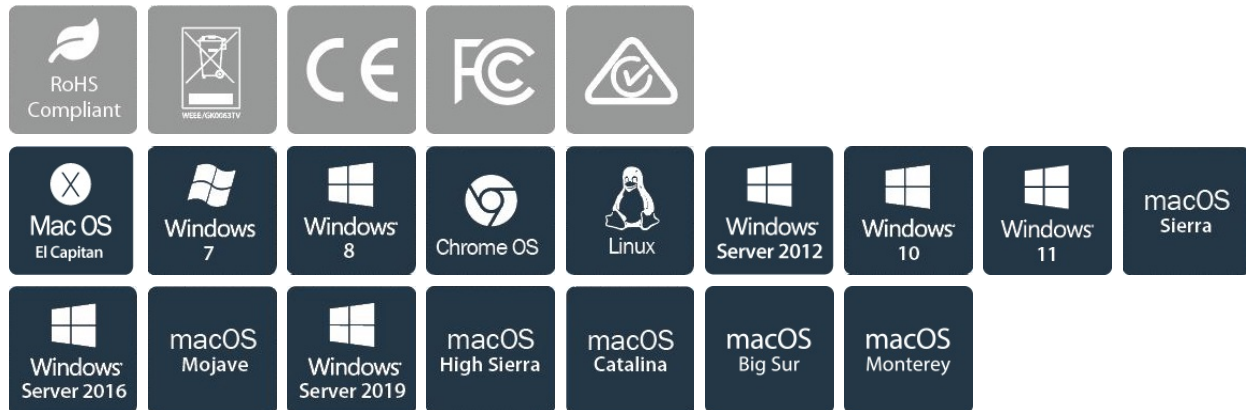 RoHS
Compliant
WEEE/GK0063TV
CE
FC
X
Mac OS
El Capitan
Windows
7
Windows
8
Chrome OS
Linux
Windows
Server 2012
Windows
10
Windows
11
macOS
Sierra
Windows
Server 2016
macOS
Mojave
Windows
Server 2019
macOS
High Sierra
macOS
Catalina
macOS
Big Sur
macOS
Monterey